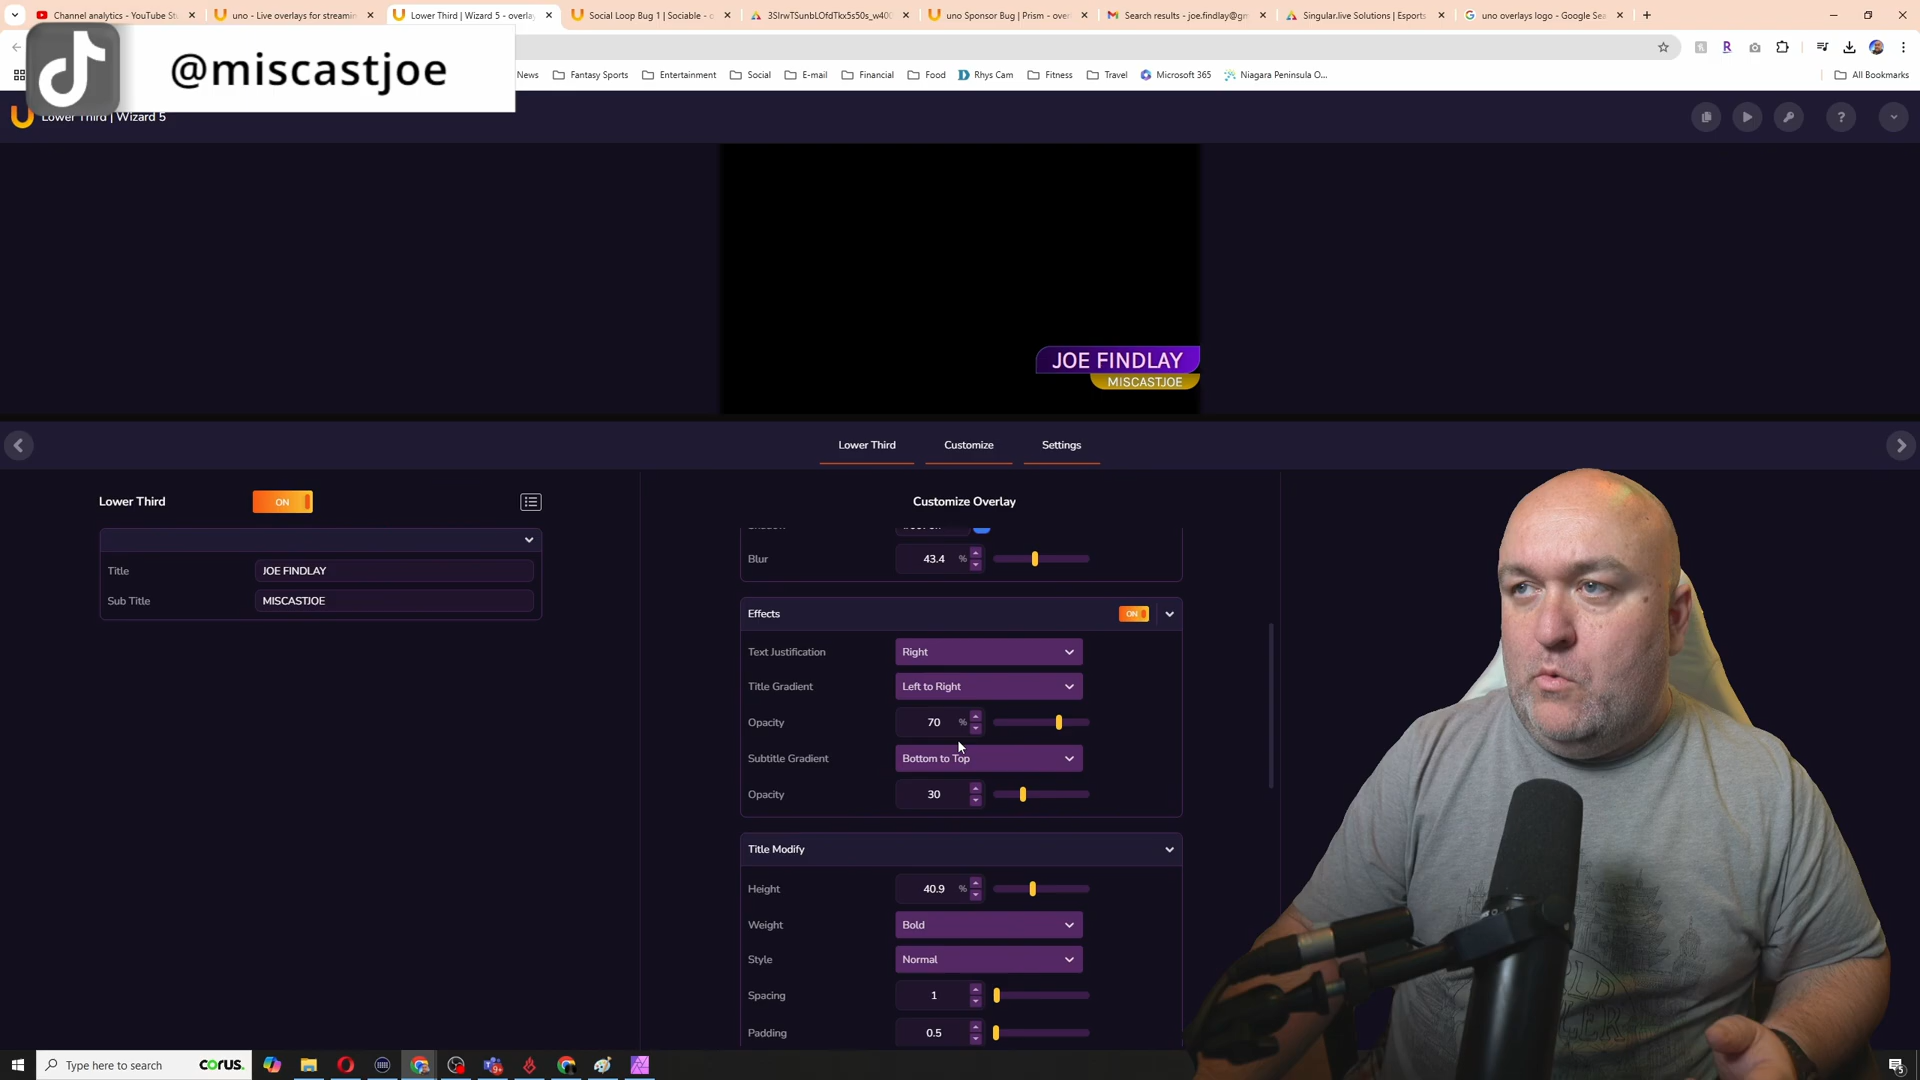 Channel analytics - YouTube Stu
uno - Live overlays for streamin
Lower Third | Wizard 5 - overlay
Social Loop Bug 1 | Sociable - o
3SIrwTSunbLOfdTkx5s50s_w40
uno Sponsor Bug | Prism - over
Search results - joe.findlay@gm
Singular.live Solutions | Esports
uno overlays logo - Google Sea
@miscastjoe
News
Fantasy Sports
Entertainment
Social
E-mail
Financial
Food
Rhys Cam
Fitness
Travel
Microsoft 365
Niagara Peninsula O...
All Bookmarks
Lower Third | Wizard 5
JOE FINDLAY
MISCASTJOE
Lower Third
Customize
Settings
Lower Third
ON
Title
JOE FINDLAY
Sub Title
MISCASTJOE
Customize Overlay
Blur
43.4 %
Effects
ON
Text Justification
Right
Title Gradient
Left to Right
Opacity
70 %
Subtitle Gradient
Bottom to Top
Opacity
30
Title Modify
Height
40.9 %
Weight
Bold
Style
Normal
Spacing
1
Padding
0.5
Type here to search
corus.